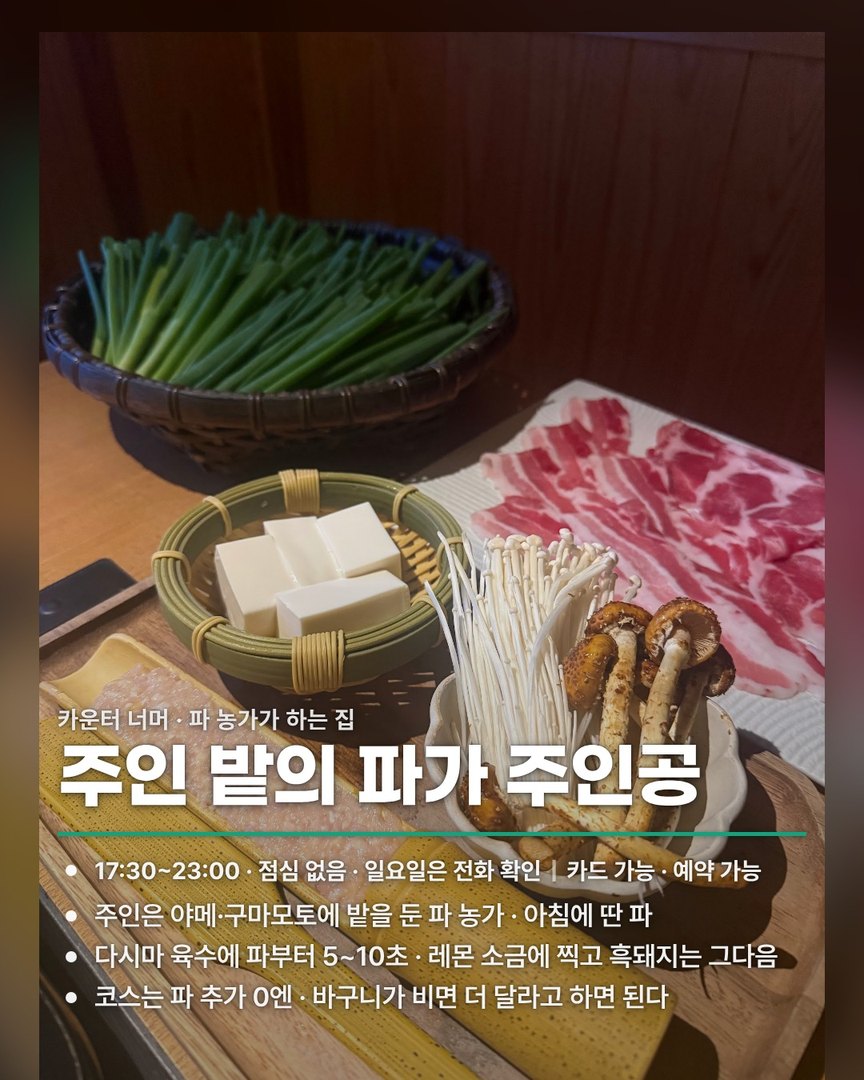 카운터 너머 · 파 농가가 하는 집
주인 밭의 파가 주인공
• 17:30~23:00 · 점심 없음 · 일요일은 전화 확인 | 카드 가능 · 예약 가능
• 주인은 야메·구마모토에 밭을 둔 파 농가 · 아침에 딴 파
• 다시마 육수에 파부터 5~10초 · 레몬 소금에 찍고 흑돼지는 그다음
• 코스는 파 추가 0엔 · 바구니가 비면 더 달라고 하면 된다